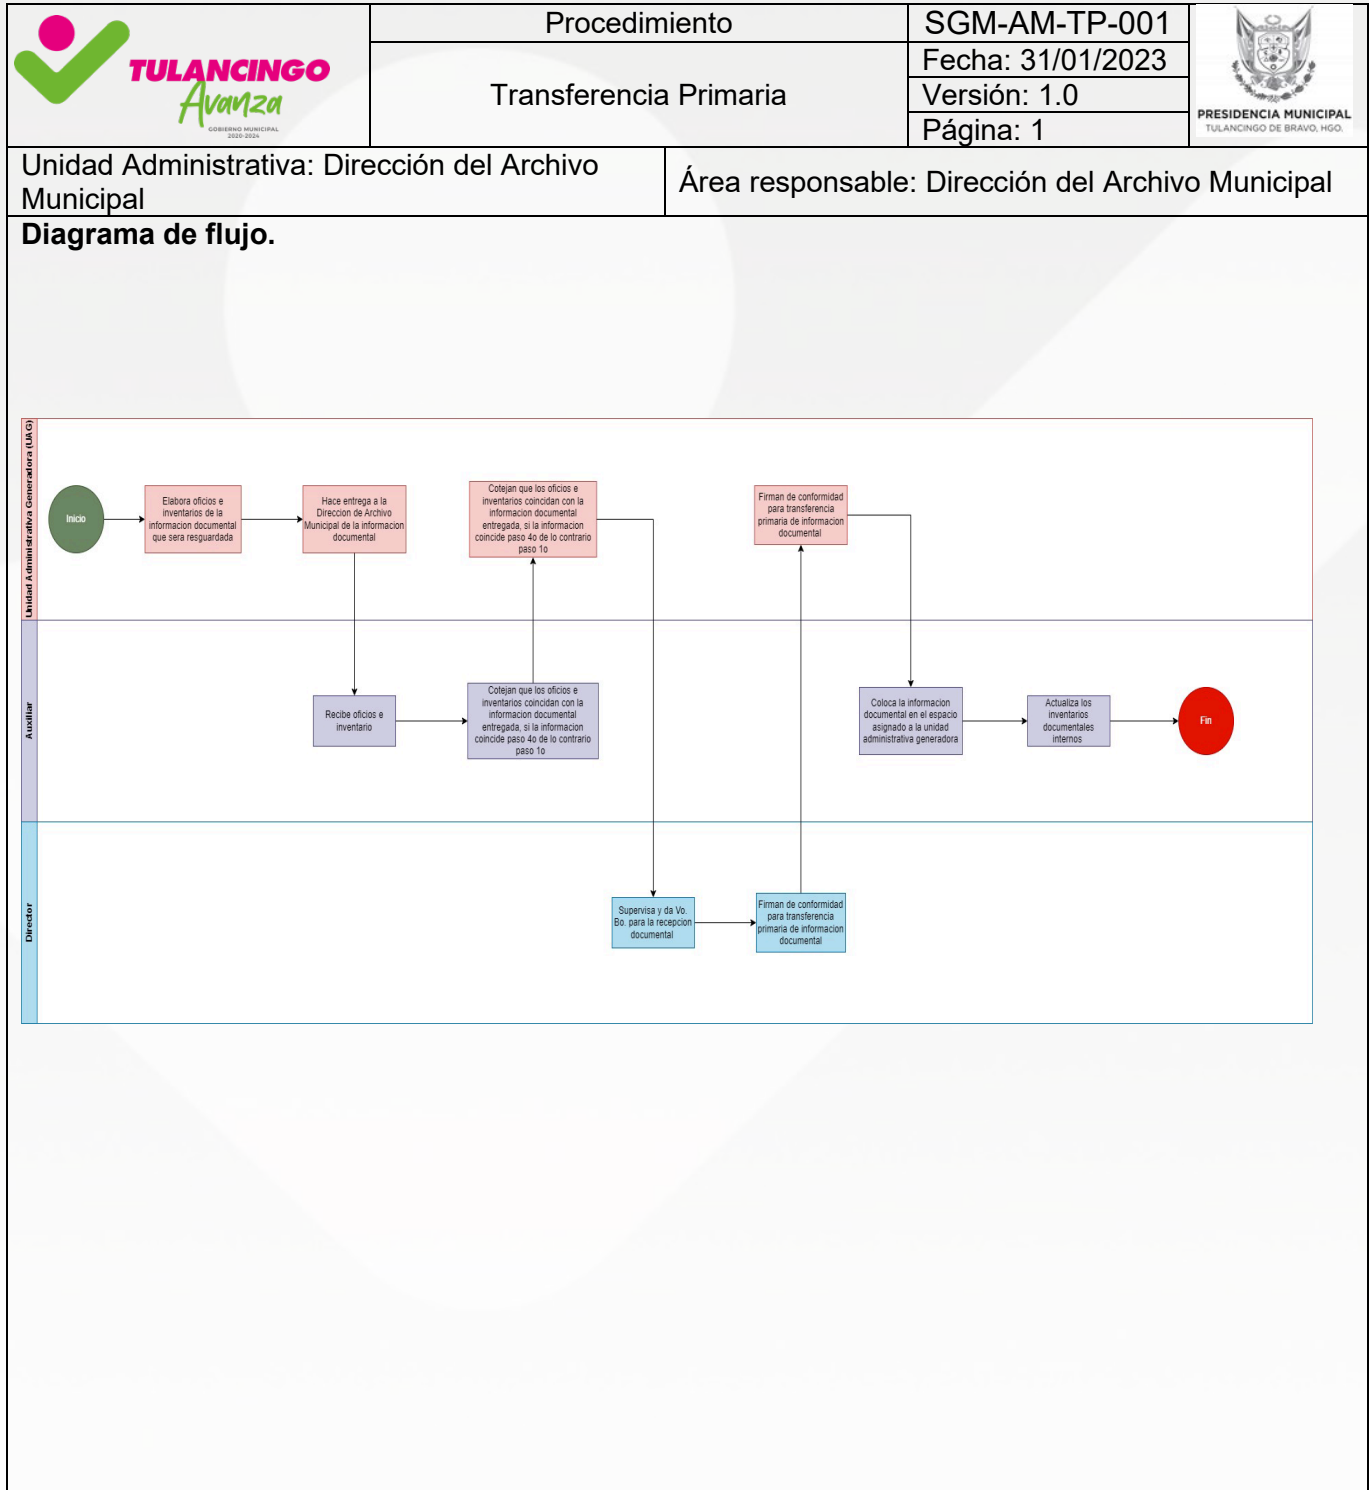 TULANCINGO
Avanza
GOBIERNO MUNICIPAL
2020-2024
Procedimiento
Transferencia Primaria
SGM-AM-TP-001
Fecha: 31/01/2023
Versión: 1.0
Página: 1
PRESIDENCIA MUNICIPAL
TULANCINGO DE BRAVO, HGO.
Unidad Administrativa: Dirección del Archivo
Municipal
Área responsable: Dirección del Archivo Municipal
Diagrama de flujo.
Unidad Administrativa Generadora (UAG)
Inicio
Elabora oficios e
inventarios de la
informacion documental
que sera resguardada
Hace entrega a la
Direccion de Archivo
Municipal de la informacion
documental
Cotejan que los oficios e
inventarios coincidan con la
informacion documental
entregada, si la informacion
coincide paso 4o de lo contrario
paso 1o
Firman de conformidad
para transferencia
primaria de informacion
documental
Auxiliar
Recibe oficios e
inventario
Cotejan que los oficios e
inventarios coincidan con la
informacion documental
entregada, si la informacion
coincide paso 4o de lo contrario
paso 1o
Coloca la informacion
documental en el espacio
asignado a la unidad
administrativa generadora
Actualiza los
inventarios
documentales
internos
Fin
Director
Supervisa y da Vo.
Bo. para la recepcion
documental
Firman de conformidad
para transferencia
primaria de informacion
documental